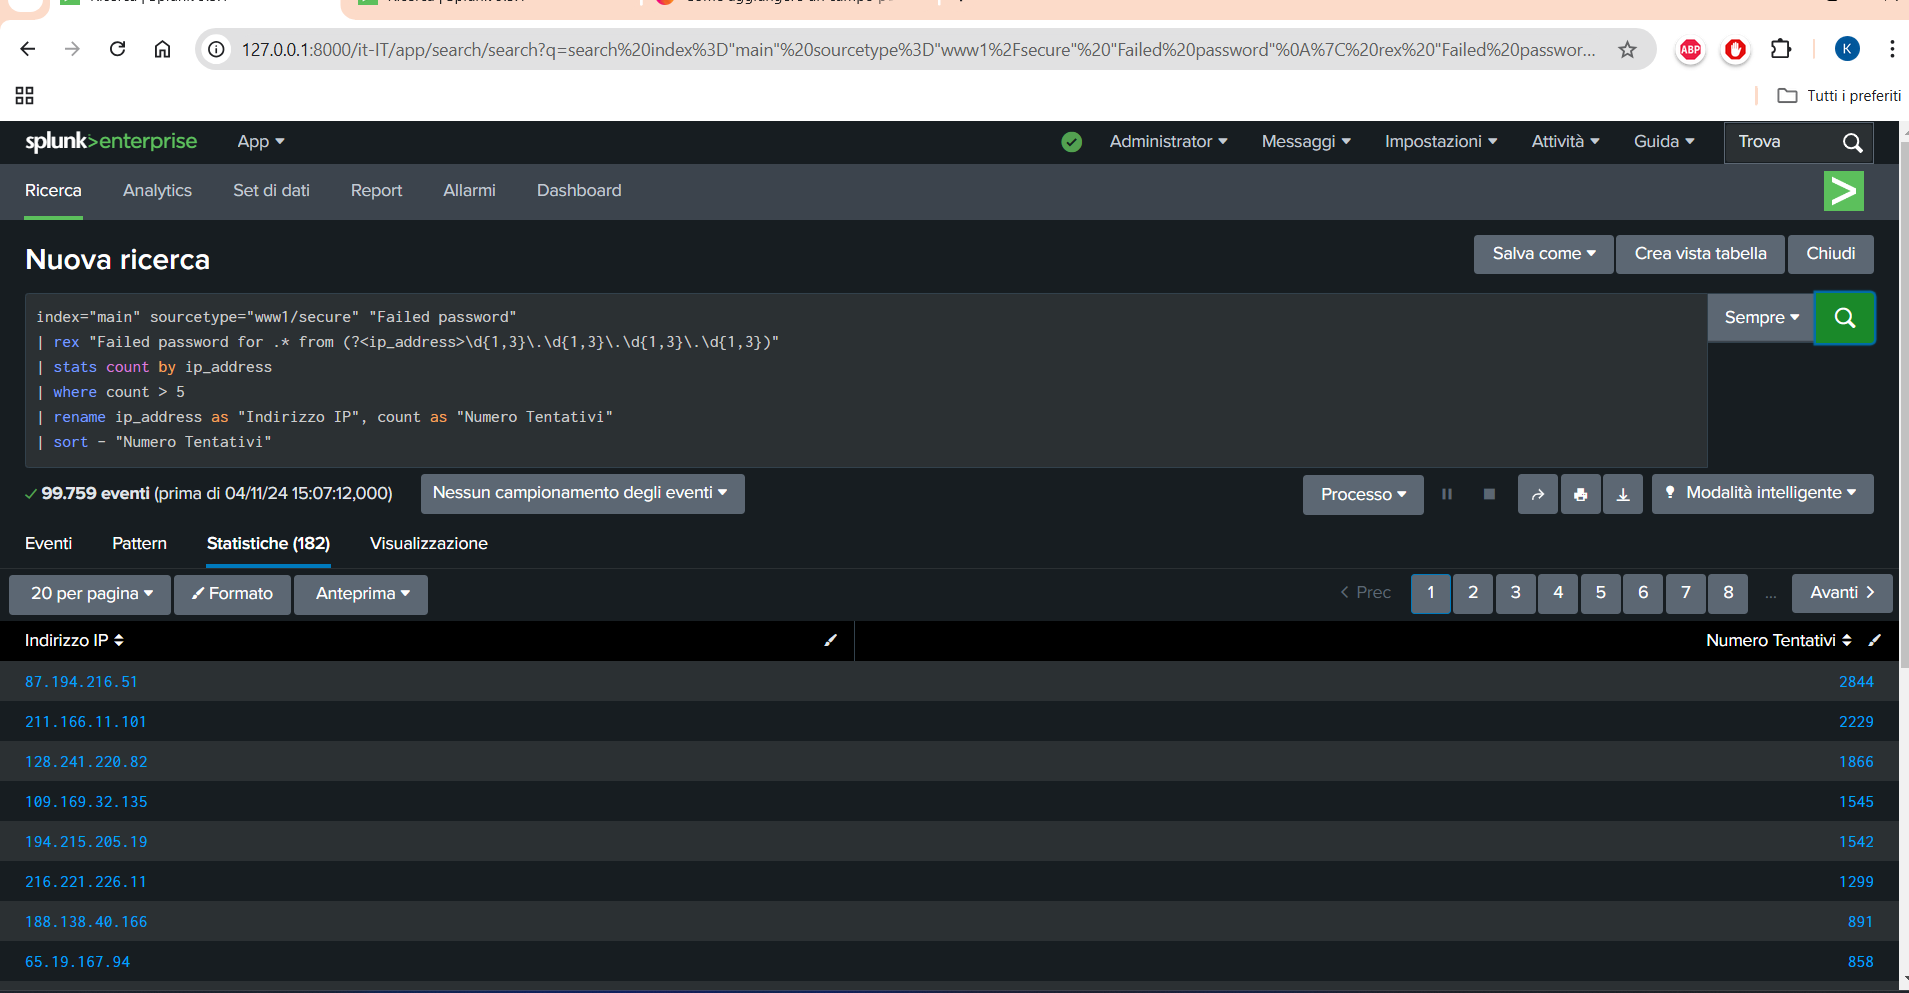 127.0.0.1:8000/it-IT/app/search/search?q=search%20index%3D"main"%20sourcetype%3D"www1%2Fsecure"%20"Failed%20password"%0A%7C%20rex%20"Failed%20passwor...
ABP
K
Tutti i preferiti
splunk>enterprise App Administrator Messaggi Impostazioni Attività Guida Trova
Ricerca Analytics Set di dati Report Allarmi Dashboard
Nuova ricerca
Salva come Crea vista tabella Chiudi
index="main" sourcetype="www1/secure" "Failed password"
| rex "Failed password for .* from (?<ip_address>\d{1,3}\.\d{1,3}\.\d{1,3}\.\d{1,3})"
| stats count by ip_address
| where count > 5
| rename ip_address as "Indirizzo IP", count as "Numero Tentativi"
| sort - "Numero Tentativi"
Sempre
99.759 eventi (prima di 04/11/24 15:07:12,000) Nessun campionamento degli eventi Processo Modalità intelligente
Eventi Pattern Statistiche (182) Visualizzazione
20 per pagina Formato Anteprima < Prec 1 2 3 4 5 6 7 8 ... Avanti >
Indirizzo IP Numero Tentativi
87.194.216.51 2844
211.166.11.101 2229
128.241.220.82 1866
109.169.32.135 1545
194.215.205.19 1542
216.221.226.11 1299
188.138.40.166 891
65.19.167.94 858